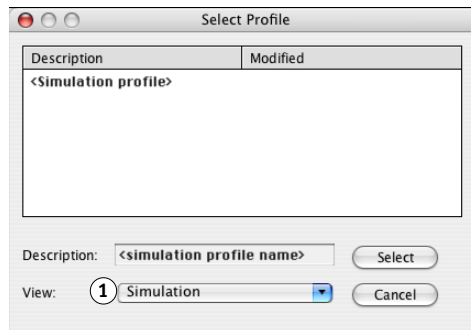 Select Profile
Description Modified
<Simulation profile>
Description: <simulation profile name> Select
View: 1 Simulation Cancel